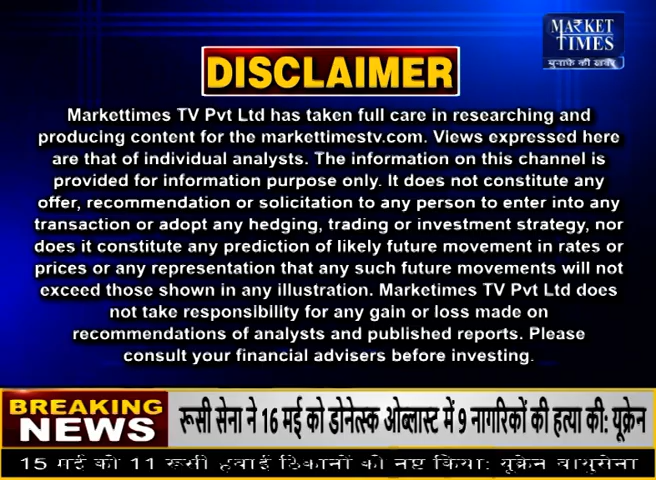 MARKET
TIMES
मुनाफे की खबर
DISCLAIMER
Markettimes TV Pvt Ltd has taken full care in researching and
producing content for the markettimestv.com. Views expressed here
are that of individual analysts. The information on this channel is
provided for information purpose only. It does not constitute any
offer, recommendation or solicitation to any person to enter into any
transaction or adopt any hedging, trading or investment strategy, nor
does it constitute any prediction of likely future movement in rates or
prices or any representation that any such future movements will not
exceed those shown in any illustration. Marketimes TV Pvt Ltd does
not take responsibility for any gain or loss made on
recommendations of analysts and published reports. Please
consult your financial advisers before investing.
BREAKING
NEWS
रूसी सेना ने 16 मई को डोनेत्स्क ओब्लास्ट में 9 नागरिकों की हत्या की: यूक्रेन
15 मई को 11 रूसी हवाई ठिकानों को नष्ट किया: यूक्रेन वायुसेना